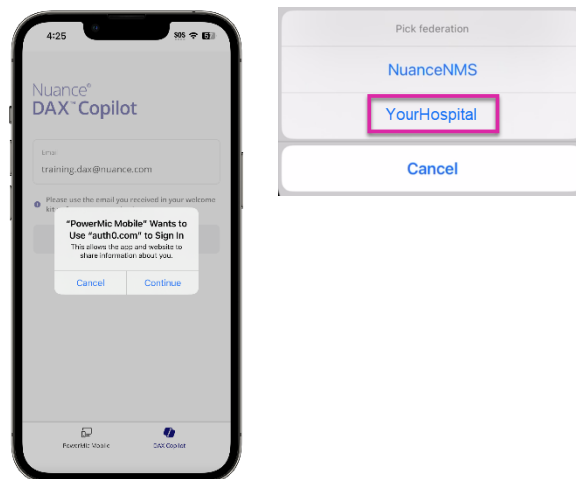 4:25
SOS
Nuance®
DAX™ Copilot
Email
training.dax@nuance.com
Please use the email you received in your welcome
"PowerMic Mobile" Wants to
Use "auth0.com" to Sign In
This allows the app and website to
share information about you.
Cancel
Continue
PowerMic Mobile
DAX Copilot
Pick federation
NuanceNMS
YourHospital
Cancel